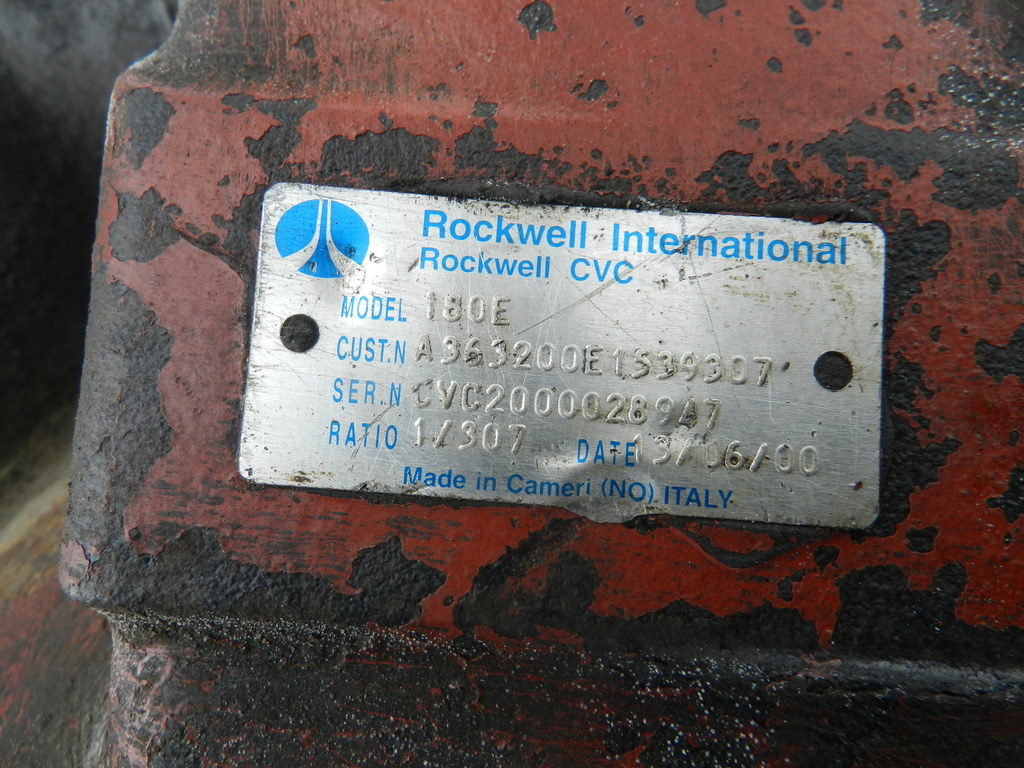 Rockwell International
Rockwell CVC
MODEL 180E
CUST.N A363200E1539307
SER.N CVC2000028947
RATIO 1/307 DATE 13/06/00
Made in Cameri (NO) ITALY